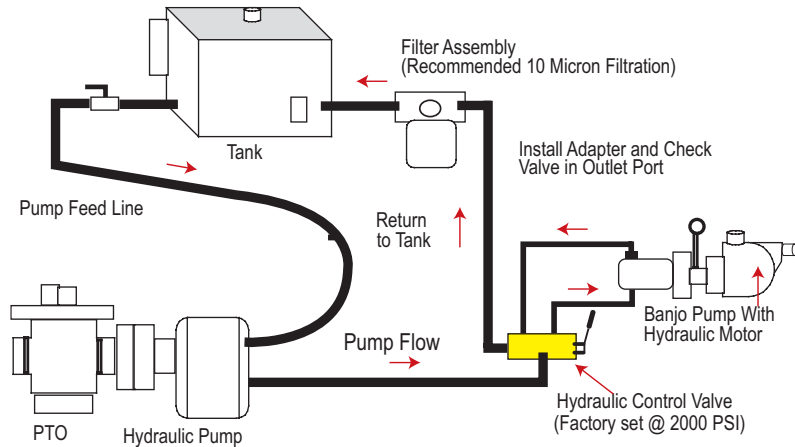 Filter Assembly
(Recommended 10 Micron Filtration)
Tank
Install Adapter and Check
Valve in Outlet Port
Pump Feed Line
Return
to Tank
Banjo Pump With
Hydraulic Motor
Pump Flow
Hydraulic Control Valve
(Factory set @ 2000 PSI)
PTO
Hydraulic Pump